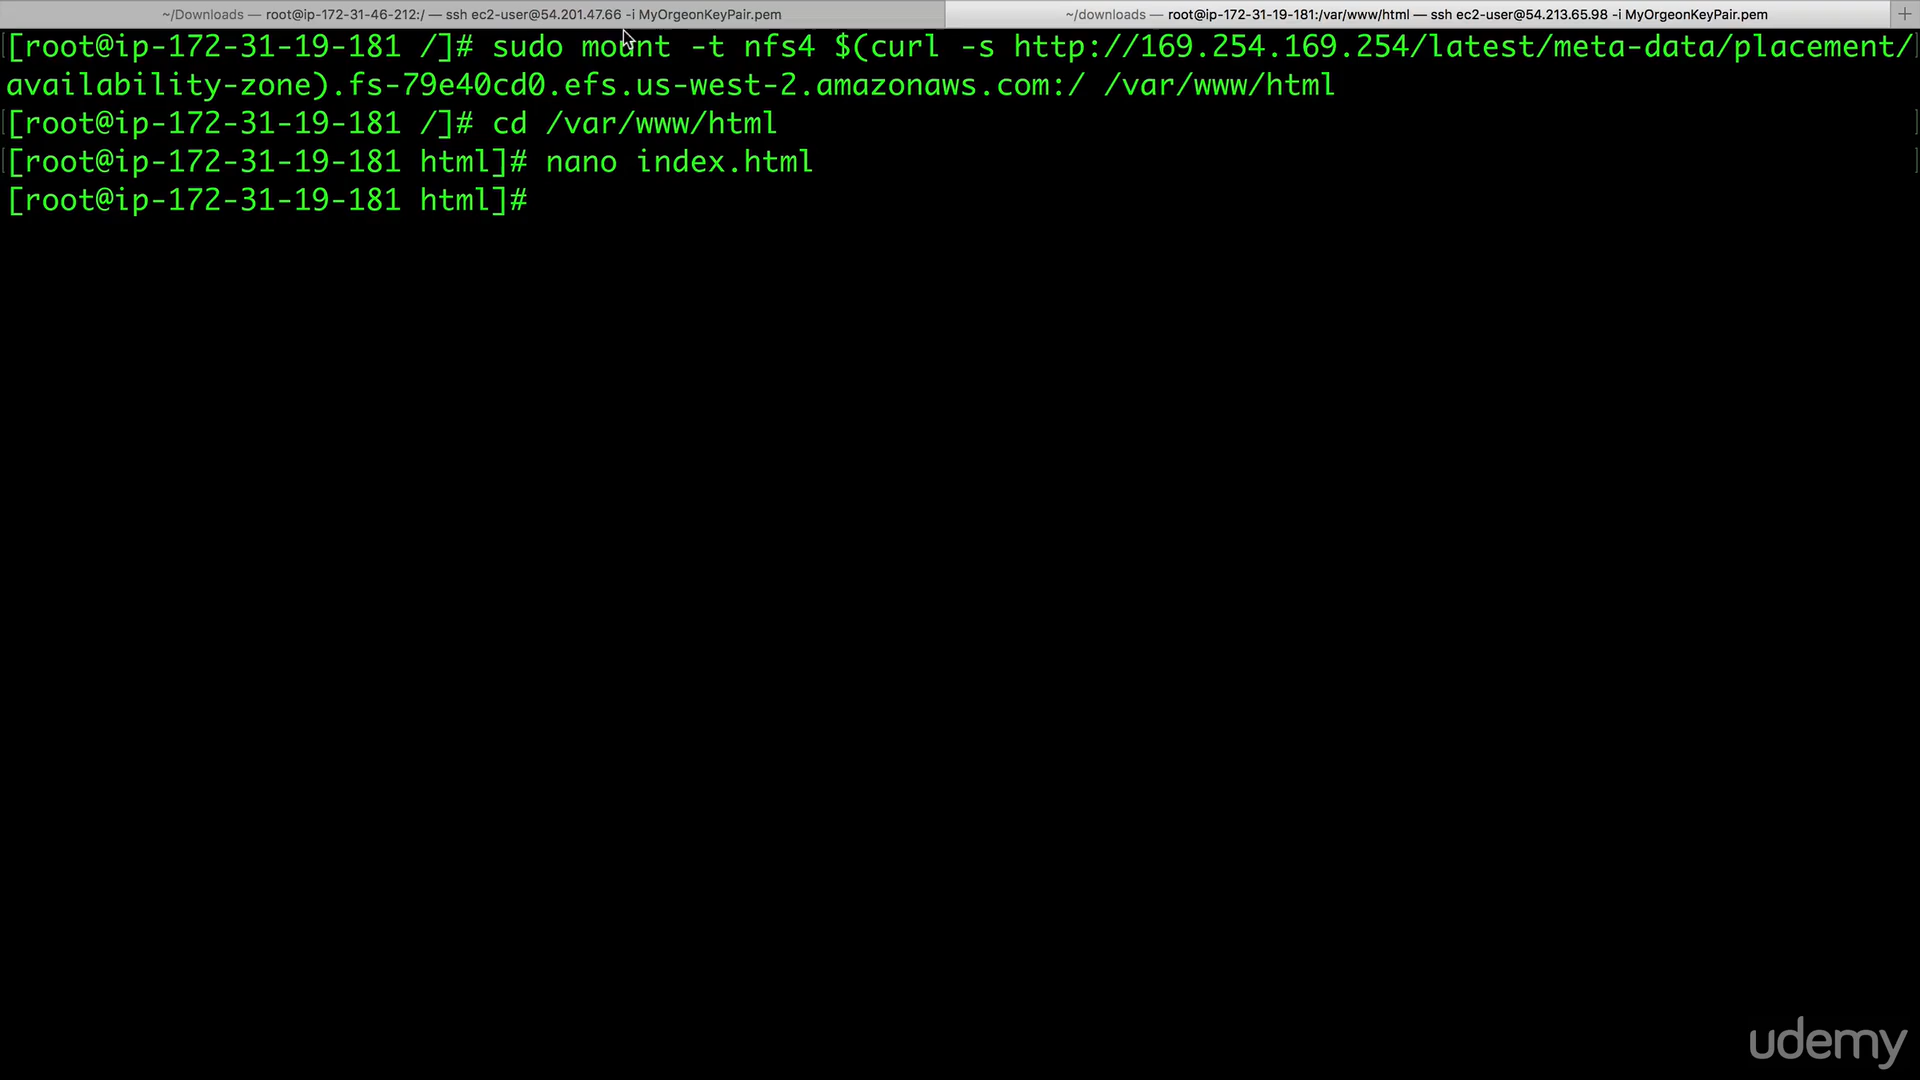 ~/Downloads — root@ip-172-31-46-212:/ — ssh ec2-user@54.201.47.66 -i MyOrgeonKeyPair.pem
~/downloads — root@ip-172-31-19-181:/var/www/html — ssh ec2-user@54.213.65.98 -i MyOrgeonKeyPair.pem
[root@ip-172-31-19-181 /]# sudo mount -t nfs4 $(curl -s http://169.254.169.254/latest/meta-data/placement/
availability-zone).fs-79e40cd0.efs.us-west-2.amazonaws.com:/ /var/www/html
[root@ip-172-31-19-181 /]# cd /var/www/html
[root@ip-172-31-19-181 html]# nano index.html
[root@ip-172-31-19-181 html]#
udemy